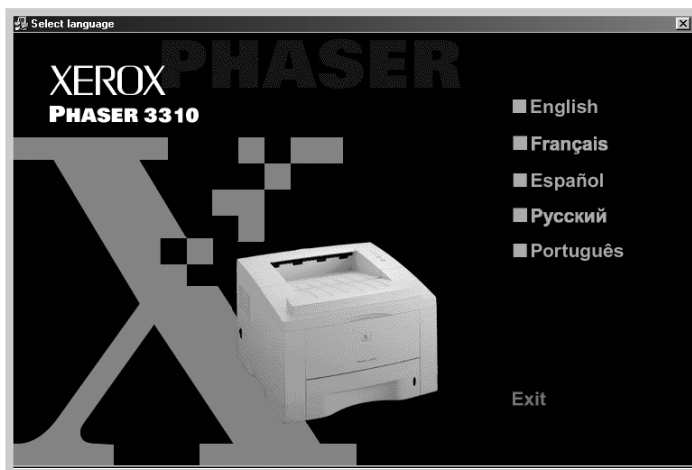 Select language
PHASER
XEROX
PHASER 3310
English
Français
Español
Русский
Português
Exit